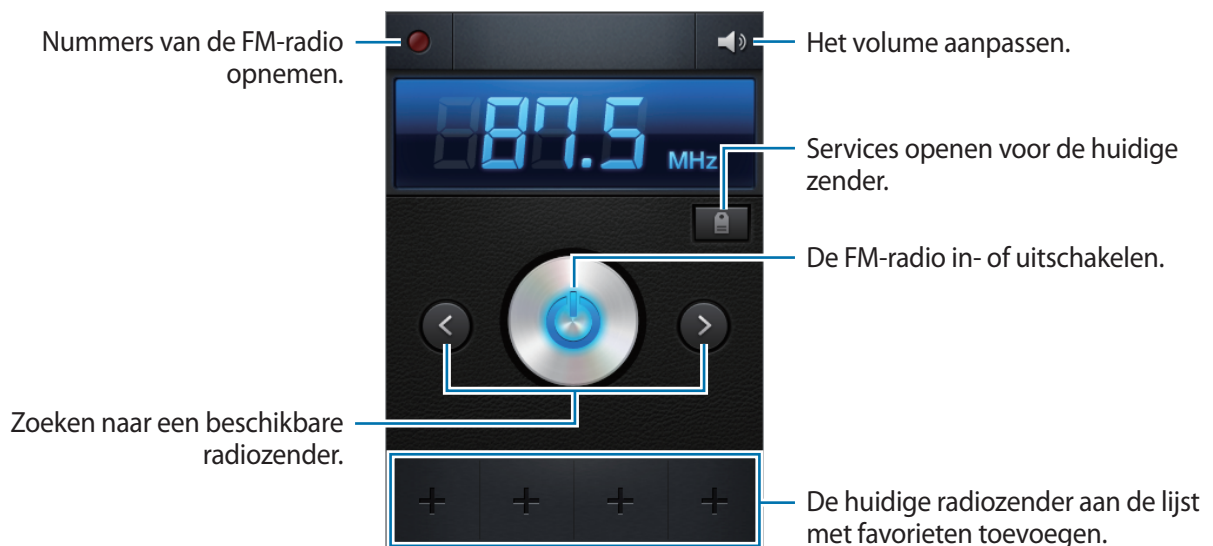 Nummers van de FM-radio
opnemen.
Het volume aanpassen.
87.5 MHz
Services openen voor de huidige
zender.
De FM-radio in- of uitschakelen.
Zoeken naar een beschikbare
radiozender.
De huidige radiozender aan de lijst
met favorieten toevoegen.